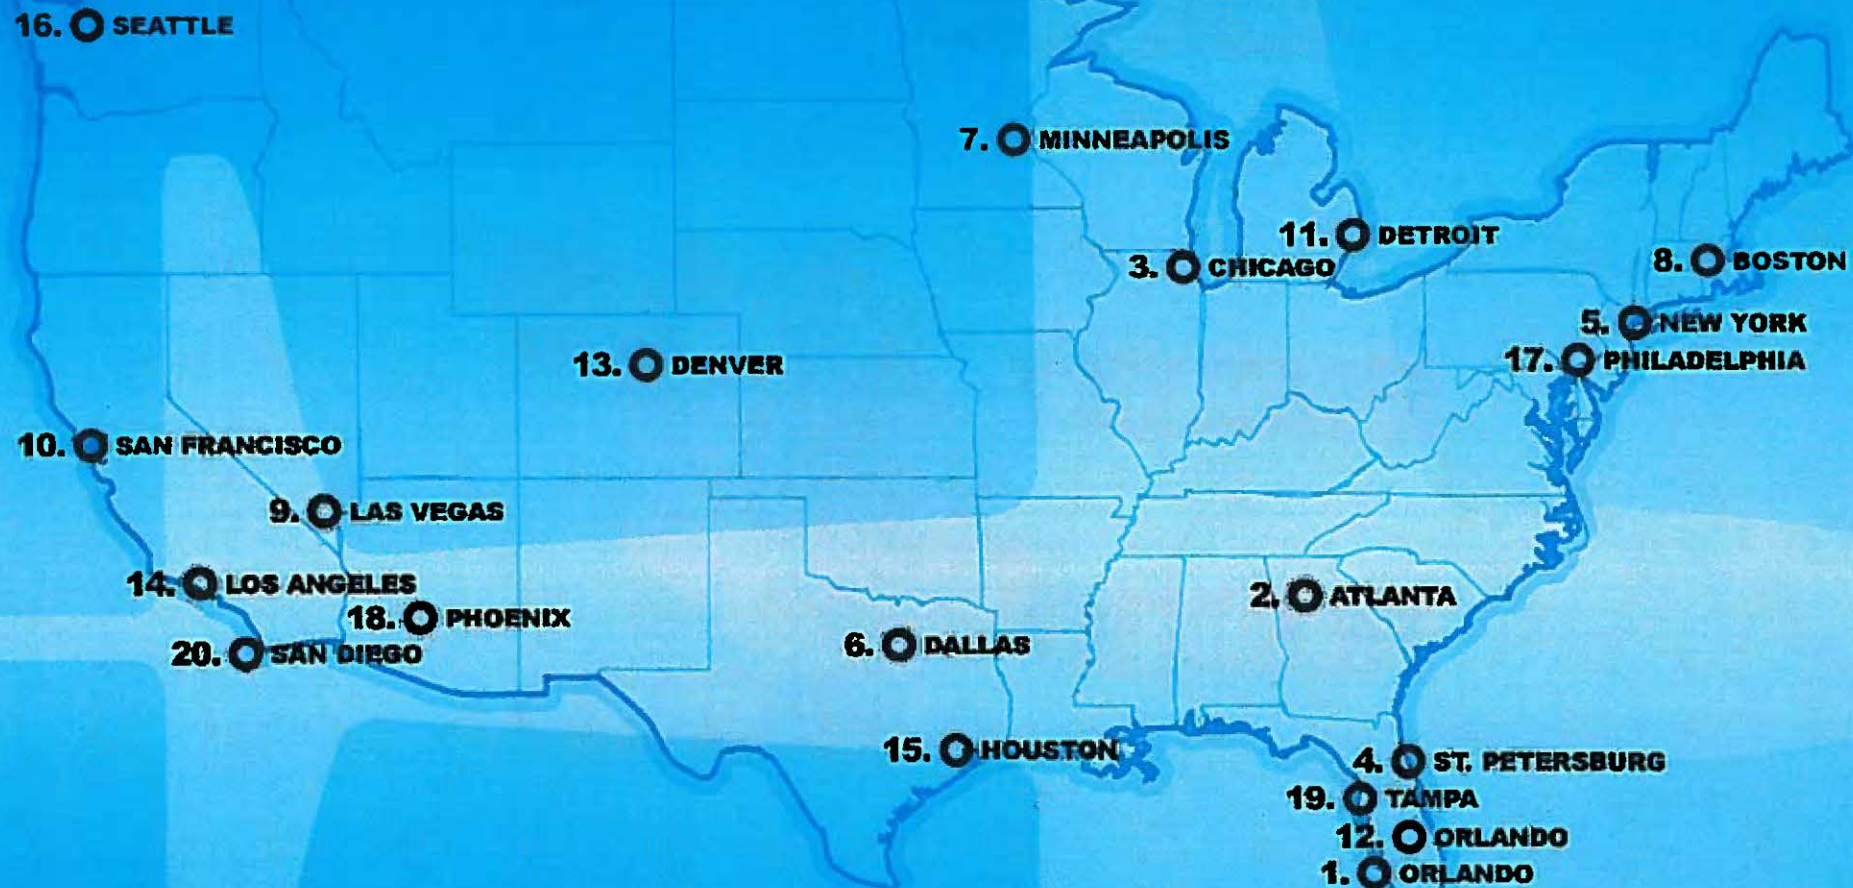 16. SEATTLE
7. MINNEAPOLIS
11. DETROIT
8. BOSTON
3. CHICAGO
5. NEW YORK
17. PHILADELPHIA
13. DENVER
10. SAN FRANCISCO
9. LAS VEGAS
14. LOS ANGELES
2. ATLANTA
18. PHOENIX
6. DALLAS
20. SAN DIEGO
15. HOUSTON
4. ST. PETERSBURG
19. TAMPA
12. ORLANDO
1. ORLANDO